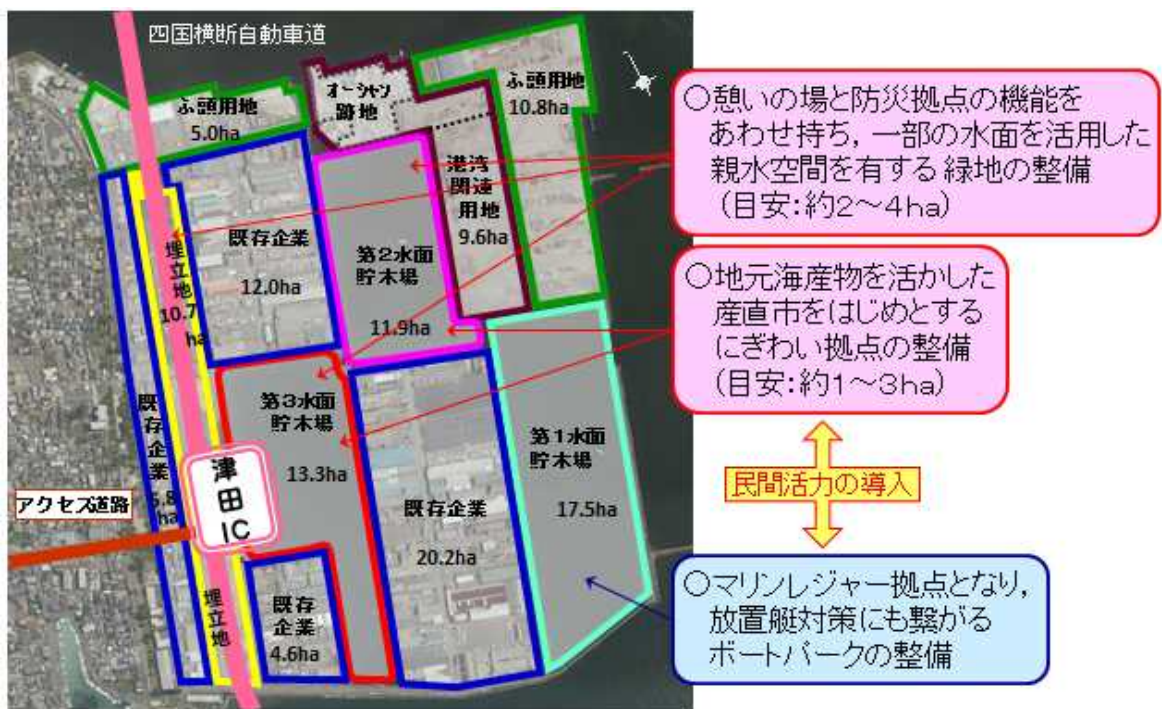 四国横断自動車道
ふ頭用地
5.0ha
オーシャン
跡地
ふ頭用地
10.8ha
港湾
関連
用地
9.6ha
既存企業
12.0ha
第2水面
貯木場
11.9ha
埋立地
10.7
ha
既存企業
5.8
ha
第3水面
貯木場
13.3ha
津田IC
アクセス道路
既存企業
20.2ha
第1水面
貯木場
17.5ha
既存
企業
4.6ha
埋立地
○憩いの場と防災拠点の機能を
あわせ持ち，一部の水面を活用した
親水空間を有する緑地の整備
（目安：約2～4ha）
○地元海産物を活かした
産直市をはじめとする
にぎわい拠点の整備
（目安：約1～3ha）
民間活力の導入
○マリンレジャー拠点となり，
放置艇対策にも繋がる
ボートパークの整備